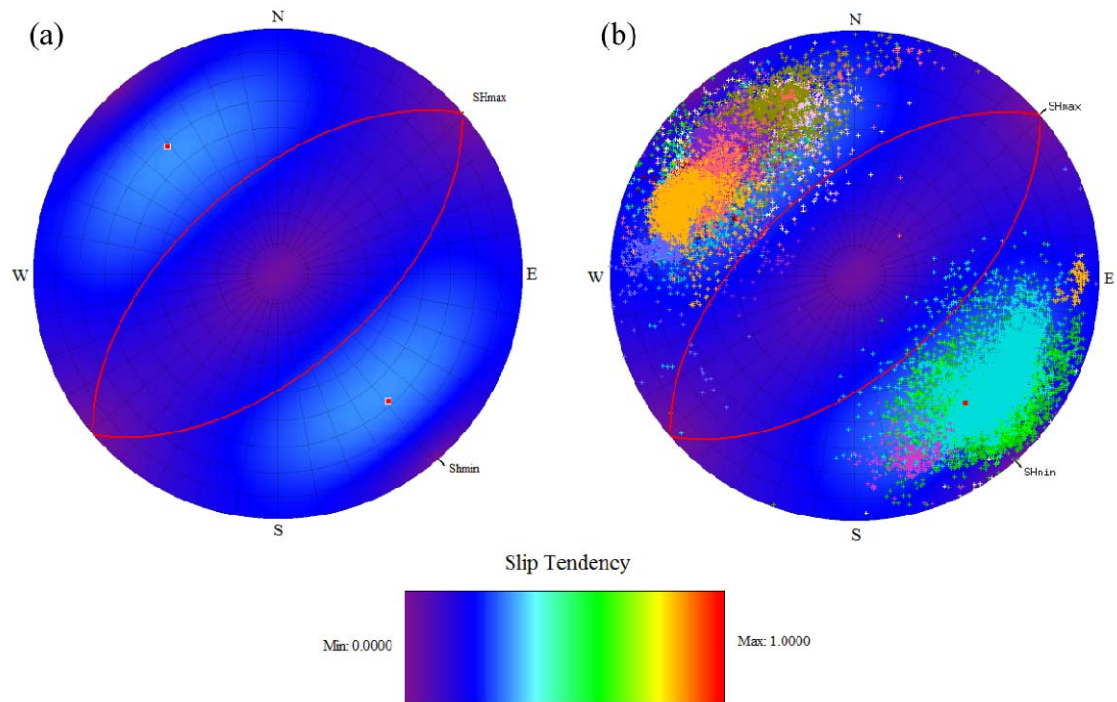 (a)
N
SHmax
W
E
Shmin
S
(b)
N
SHmax
W
E
SHmin
S
Slip Tendency
Min: 0.0000
Max: 1.0000